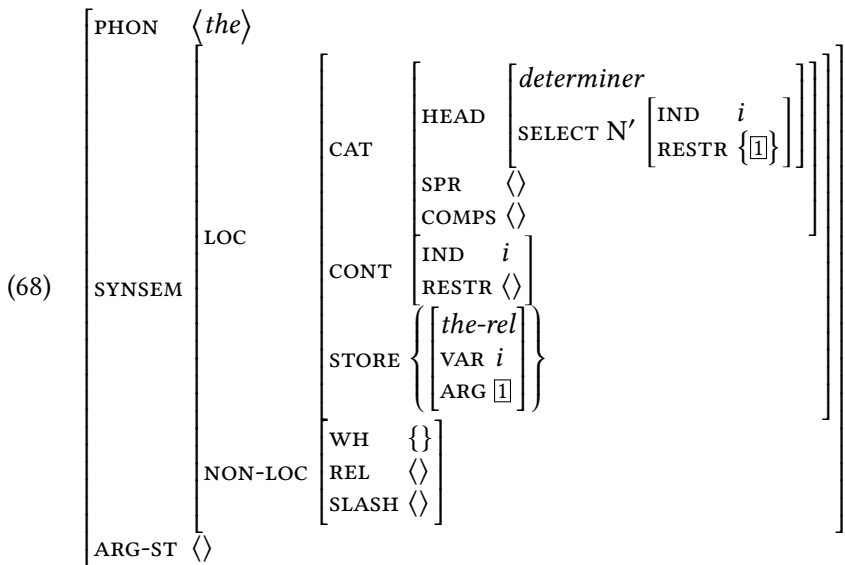 PHON ⟨the⟩
determiner
HEAD
SELECT N′ [IND i
RESTR {1}]
CAT
SPR ⟨⟩
COMPS ⟨⟩
LOC
CONT [IND i
RESTR ⟨⟩]
(68) SYNSEM
the-rel
STORE { VAR i }
ARG 1
WH {}
NON-LOC REL ⟨⟩
SLASH ⟨⟩
ARG-ST ⟨⟩